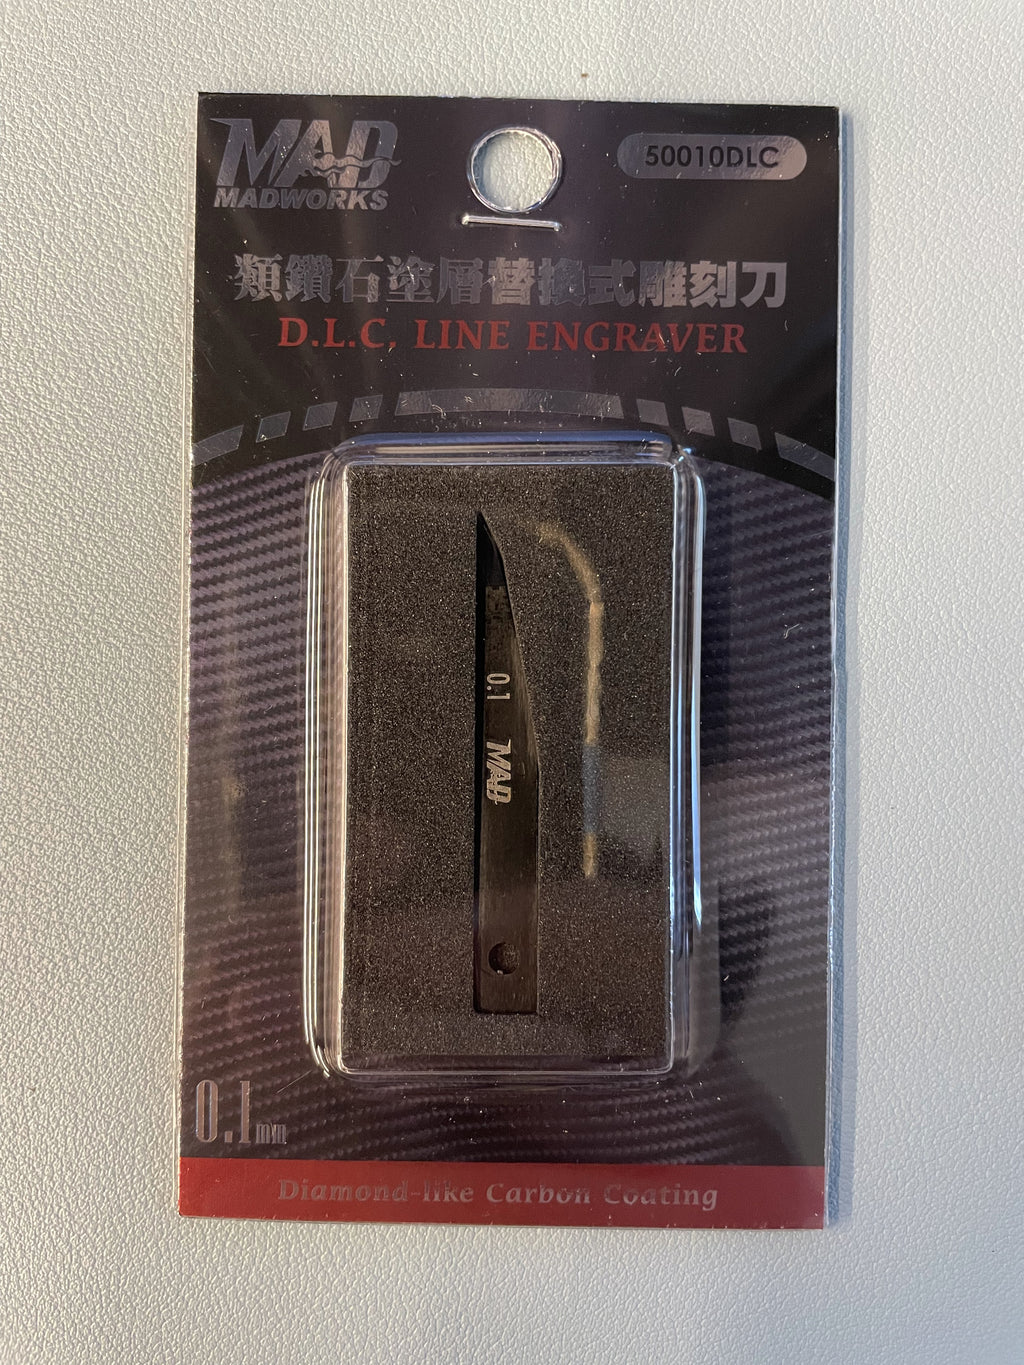 MAD
MADWORKS
50010DLC
類鑽石塗層替換式雕刻刀
D.L.C. LINE ENGRAVER
0.1
MAD
0.1mm
Diamond-like Carbon Coating